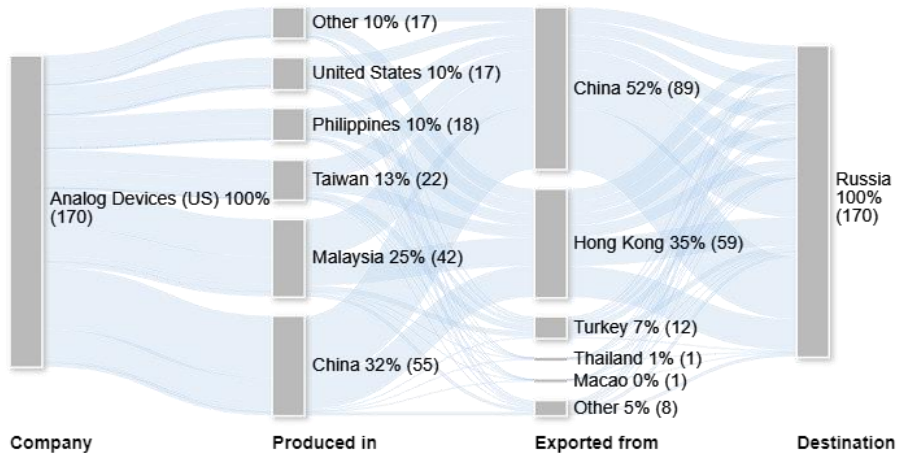 Other 10% (17)
United States 10% (17)
Philippines 10% (18)
Taiwan 13% (22)
Analog Devices (US) 100%
(170)
Malaysia 25% (42)
China 32% (55)
China 52% (89)
Hong Kong 35% (59)
Turkey 7% (12)
Thailand 1% (1)
Macao 0% (1)
Other 5% (8)
Russia
100%
(170)
Company
Produced in
Exported from
Destination